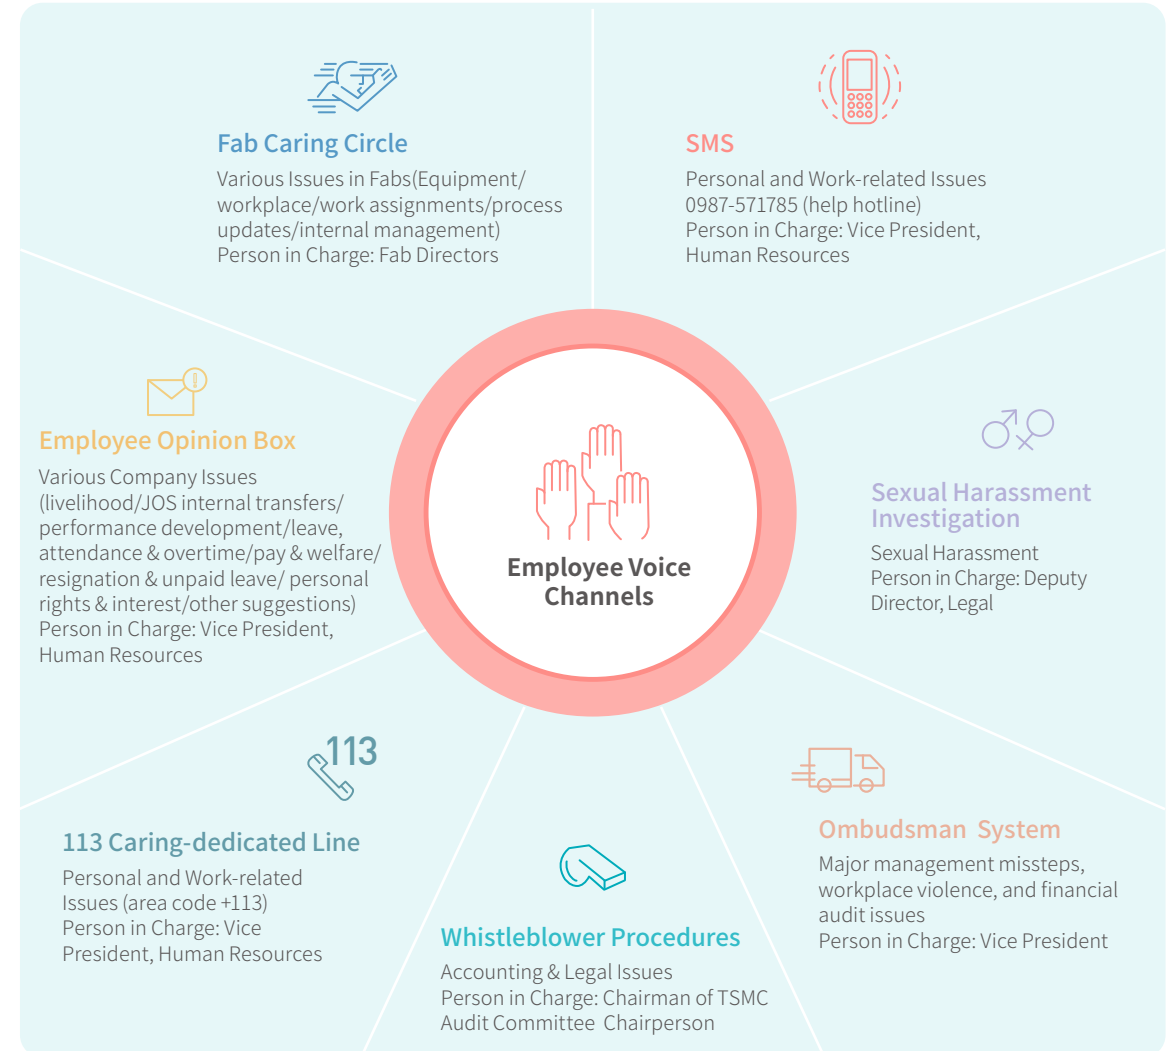 Fab Caring Circle
Various Issues in Fabs(Equipment/
workplace/work assignments/process
updates/internal management)
Person in Charge: Fab Directors
SMS
Personal and Work-related Issues
0987-571785 (help hotline)
Person in Charge: Vice President,
Human Resources
Employee Opinion Box
Various Company Issues
(livelihood/JOS internal transfers/
performance development/leave,
attendance & overtime/pay & welfare/
resignation & unpaid leave/ personal
rights & interest/other suggestions)
Person in Charge: Vice President,
Human Resources
Employee Voice
Channels
Sexual Harassment
Investigation
Sexual Harassment
Person in Charge: Deputy
Director, Legal
113
113 Caring-dedicated Line
Personal and Work-related
Issues (area code +113)
Person in Charge: Vice
President, Human Resources
Whistleblower Procedures
Accounting & Legal Issues
Person in Charge: Chairman of TSMC
Audit Committee Chairperson
Ombudsman System
Major management missteps,
workplace violence, and financial
audit issues
Person in Charge: Vice President